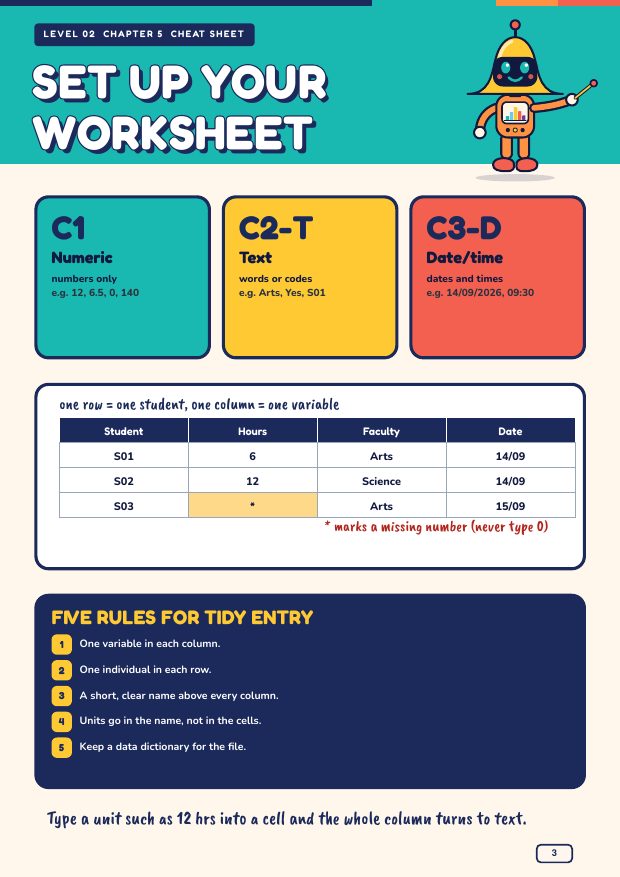 LEVEL 02 CHAPTER 5 CHEAT SHEET
SET UP YOUR
WORKSHEET
C1
Numeric
numbers only
e.g. 12, 6.5, 0, 140
C2-T
Text
words or codes
e.g. Arts, Yes, S01
C3-D
Date/time
dates and times
e.g. 14/09/2026, 09:30
one row = one student, one column = one variable
Student Hours Faculty Date
S01 6 Arts 14/09
S02 12 Science 14/09
S03 * Arts 15/09
* marks a missing number (never type 0)
FIVE RULES FOR TIDY ENTRY
1 One variable in each column.
2 One individual in each row.
3 A short, clear name above every column.
4 Units go in the name, not in the cells.
5 Keep a data dictionary for the file.
Type a unit such as 12 hrs into a cell and the whole column turns to text.
3